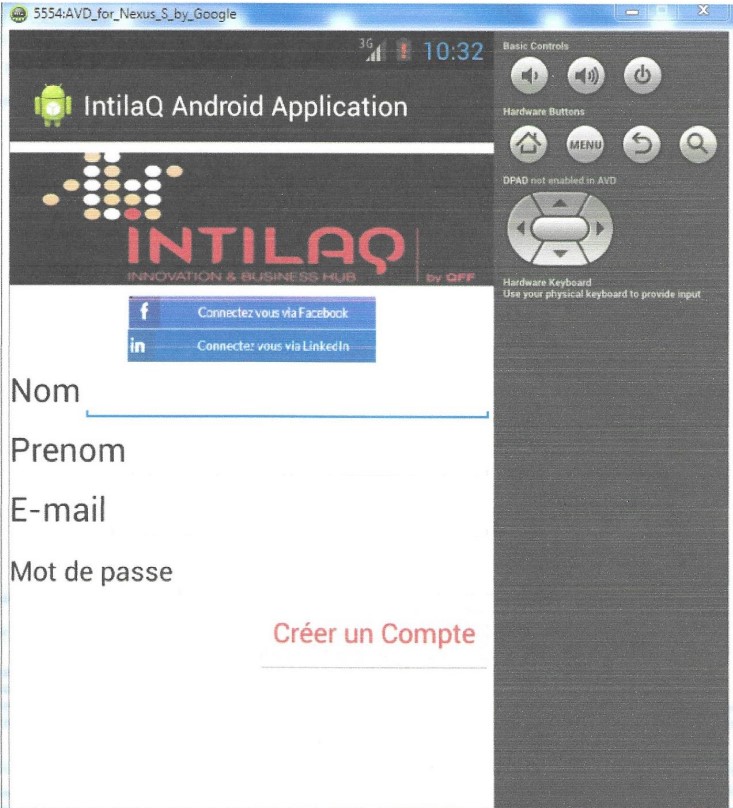 5554:AVD_for_Nexus_S_by_Google
3G 10:32
IntilaQ Android Application
INTILAQ
INNOVATION & BUSINESS HUB by QFF
f Connectez vous via Facebook
in Connectez vous via LinkedIn
Nom
Prenom
E-mail
Mot de passe
Créer un Compte
Basic Controls
Hardware Buttons
MENU
DPAD not enabled in AVD
Hardware Keyboard
Use your physical keyboard to provide input